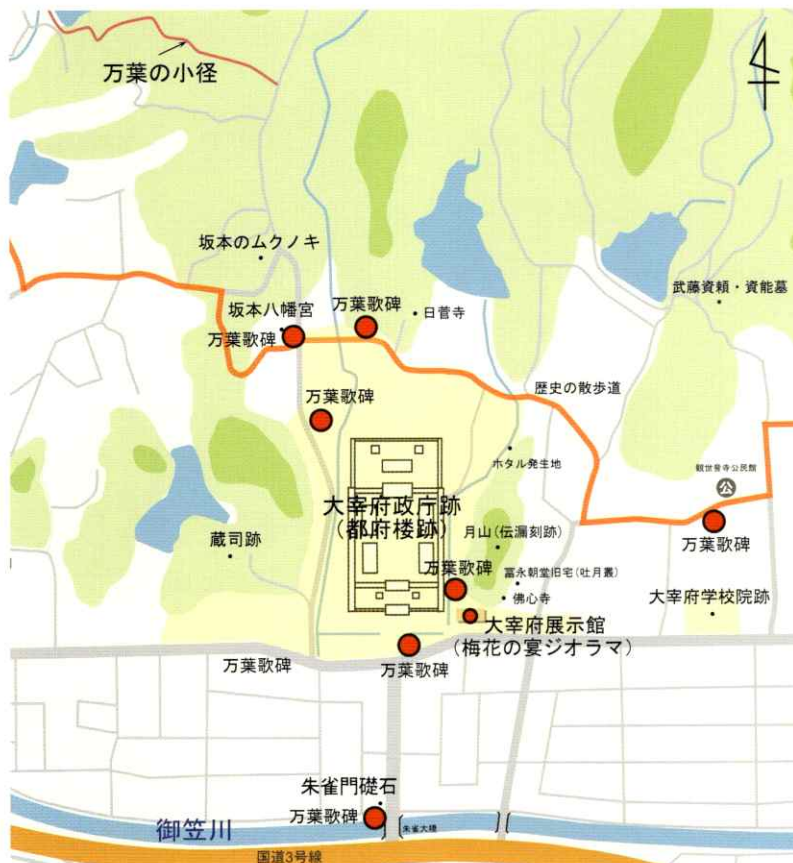 万葉の小径
坂本のムクノキ
坂本八幡宮
万葉歌碑
万葉歌碑
日菅寺
武藤資頼・資能墓
万葉歌碑
歴史の散歩道
ホタル発生地
観世音寺公民館
公
大宰府政庁跡
(都府楼跡)
蔵司跡
月山(伝漏刻跡)
万葉歌碑
万葉歌碑
冨永朝堂旧宅(吐月叢)
佛心寺
大宰府学校院跡
大宰府展示館
(梅花の宴ジオラマ)
万葉歌碑
万葉歌碑
朱雀門礎石
万葉歌碑
朱雀大橋
御笠川
国道3号線